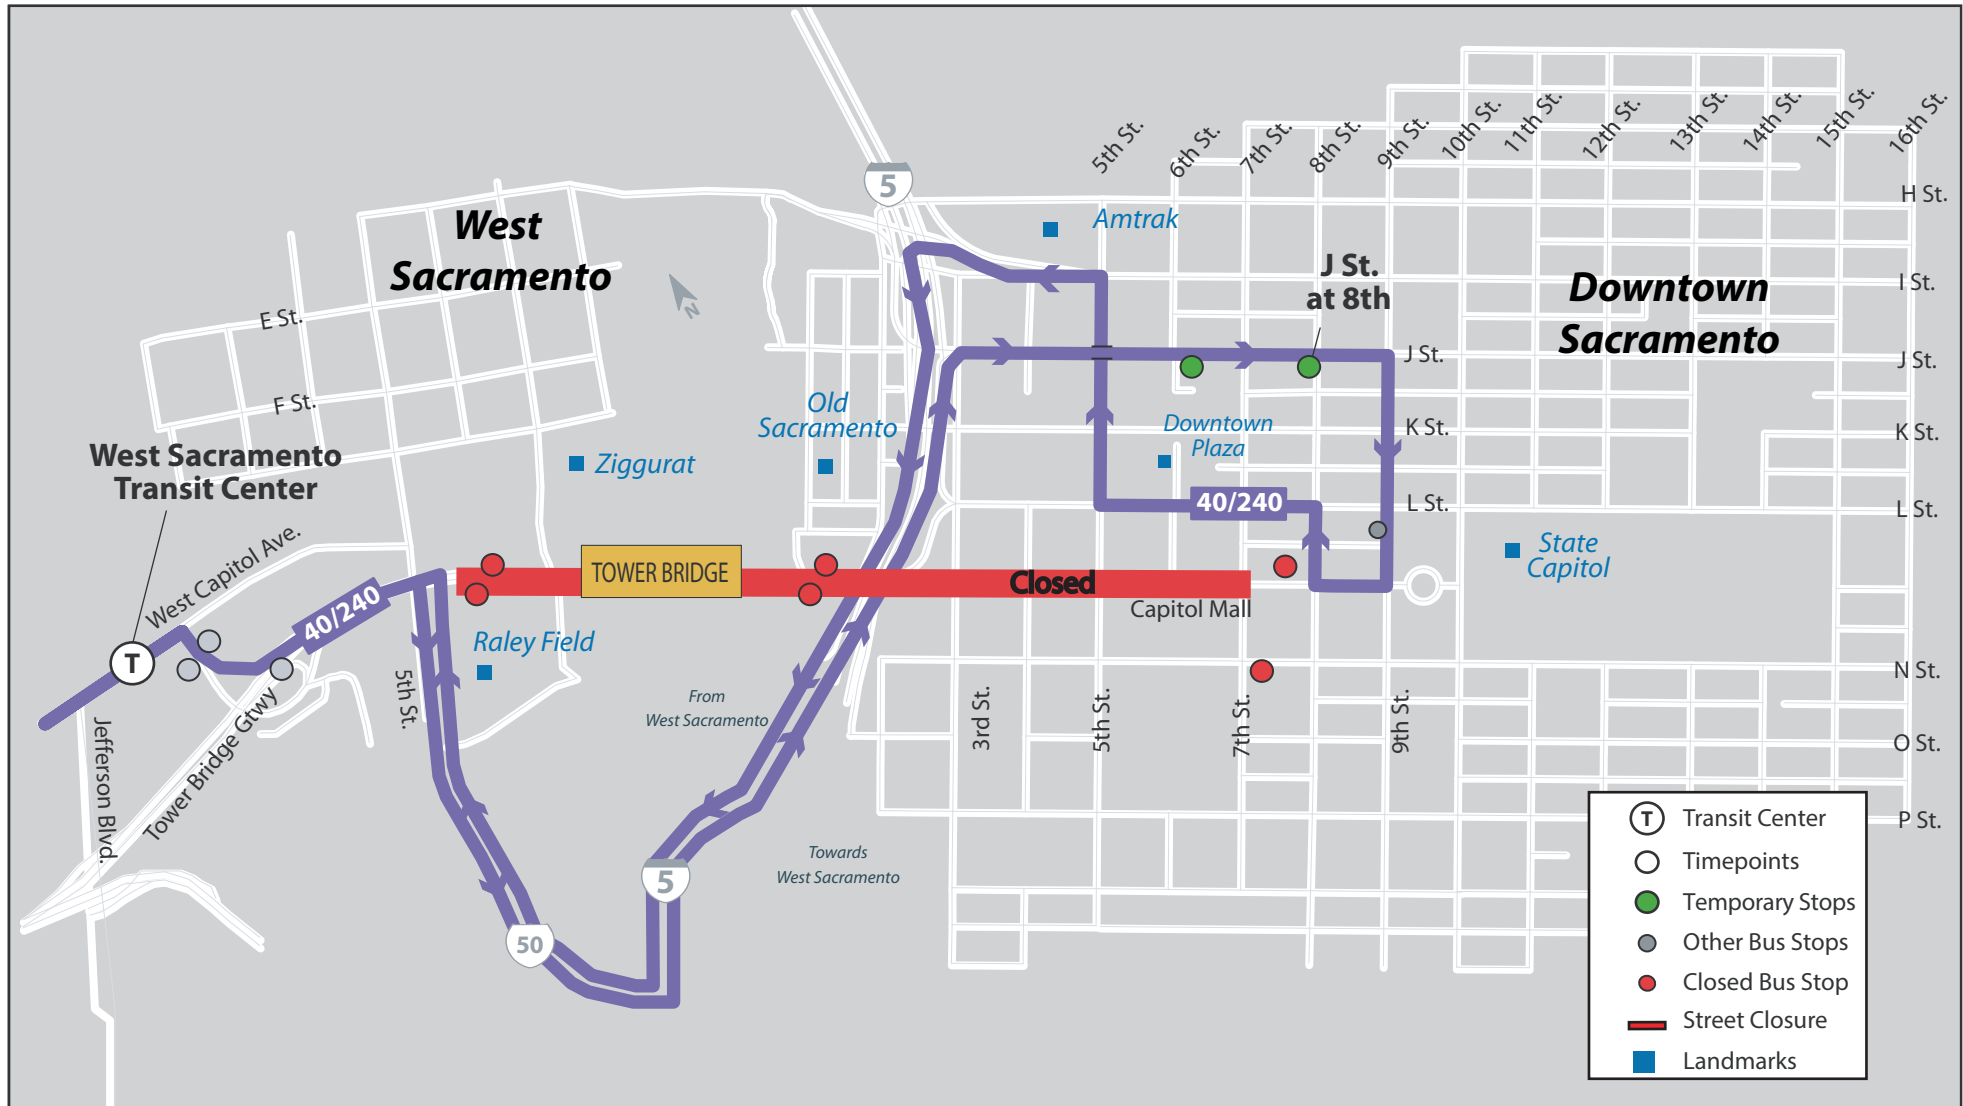 5th St.
6th St.
7th St.
8th St.
9th St.
10th St.
11th St.
12th St.
13th St.
14th St.
15th St.
16th St.
5
H St.
West
Sacramento
Amtrak
N
J St.
at 8th
Downtown
Sacramento
I St.
E St.
J St.
J St.
F St.
Old
Sacramento
Downtown
Plaza
K St.
K St.
West Sacramento
Transit Center
Ziggurat
40/240
L St.
L St.
West Capitol Ave.
TOWER BRIDGE
Closed
State
Capitol
40/240
Capitol Mall
Raley Field
T
N St.
5th St.
From
West Sacramento
3rd St.
5th St.
7th St.
9th St.
Jefferson Blvd.
Tower Bridge Gtwy
O St.
P St.
5
Towards
West Sacramento
50
T
Transit Center
Timepoints
Temporary Stops
Other Bus Stops
Closed Bus Stop
Street Closure
Landmarks